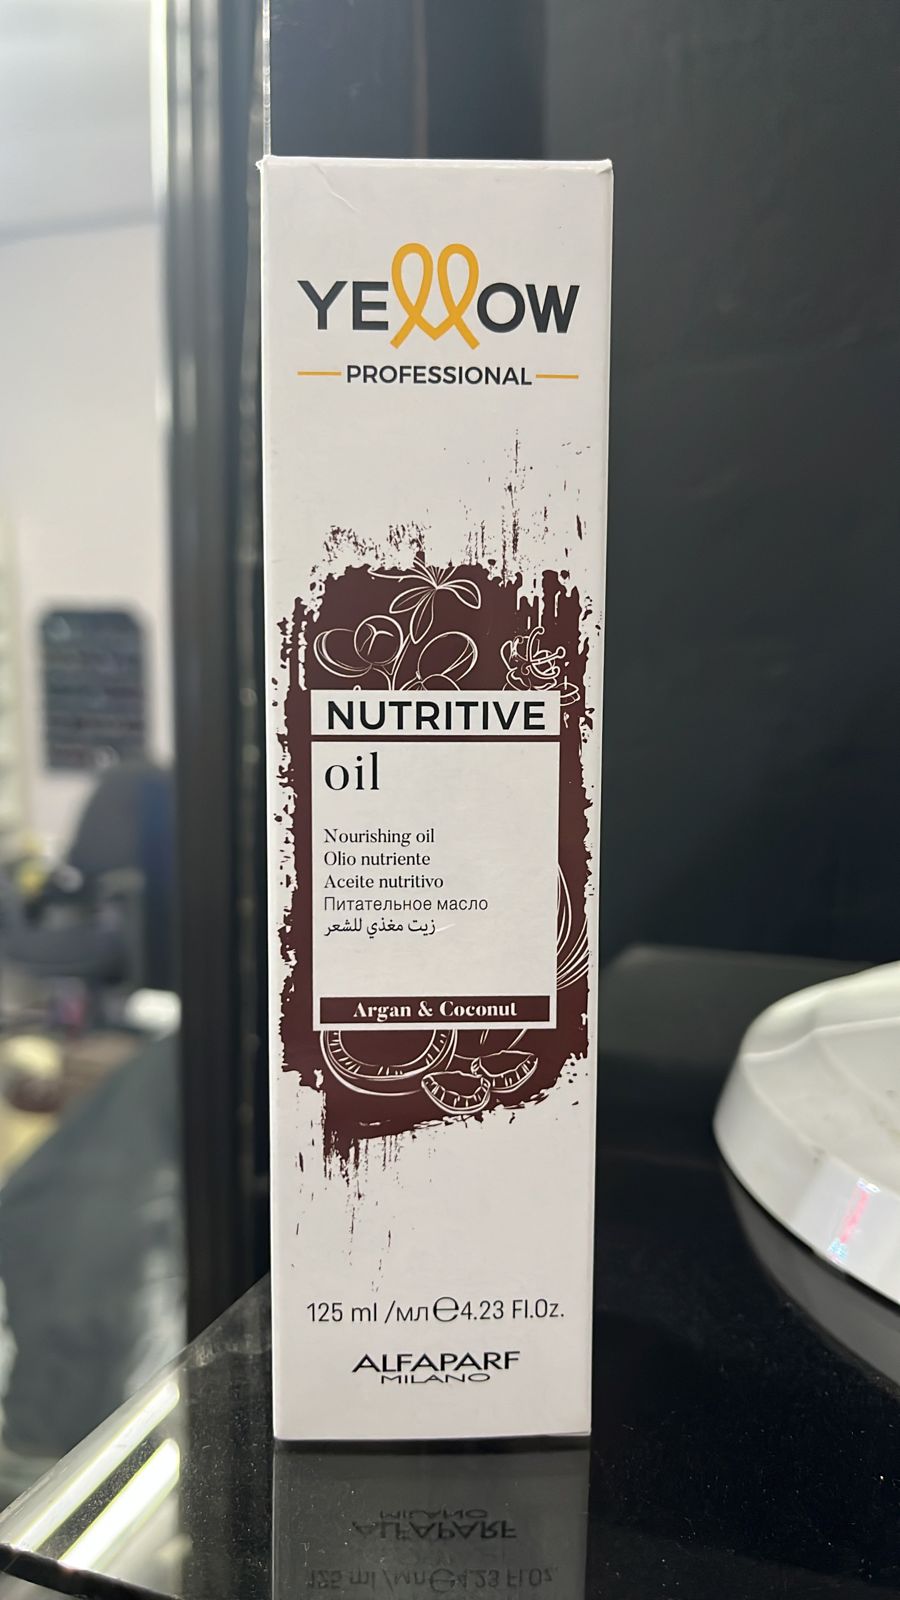 YELLOW
PROFESSIONAL
NUTRITIVE
oil
Nourishing oil
Olio nutriente
Aceite nutritivo
Питательное масло
زيت مغذي للشعر
Argan & Coconut
125 ml /мл℮4.23 Fl.Oz.
ALFAPARF
MILANO